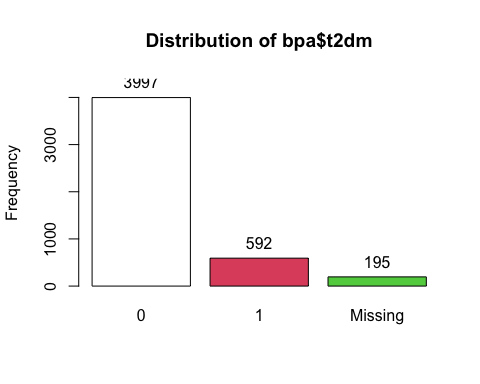 Distribution of bpa$t2dm
Frequency
0
1000
3000
3997
592
195
0
1
Missing